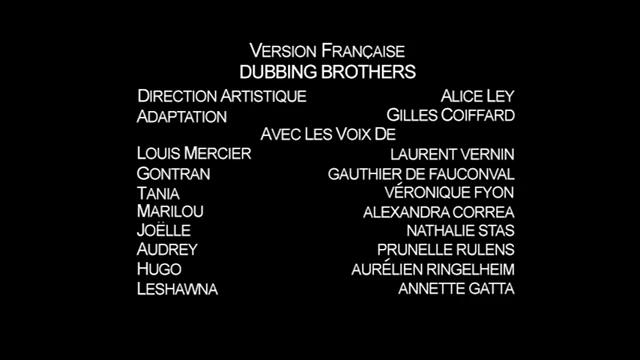 Version Française
DUBBING BROTHERS
Direction Artistique Alice Ley
Adaptation Gilles Coiffard
Avec Les Voix De
Louis Mercier Laurent Vernin
Gontran Gauthier de Fauconval
Tania Véronique Fyon
Marilou Alexandra Correa
Joëlle Nathalie Stas
Audrey Prunelle Rulens
Hugo Aurélien Ringelheim
Leshawna Annette Gatta